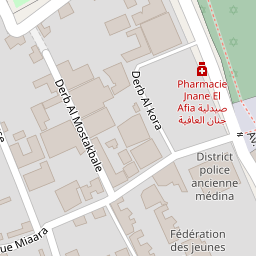 Pharmacie
Jnane El
Afia صيدلية
جنان العافية
Derb Al Mostakbale
Derb Al kora
District
police
ancienne
médina
Fédération
des jeunes
ue Miaara